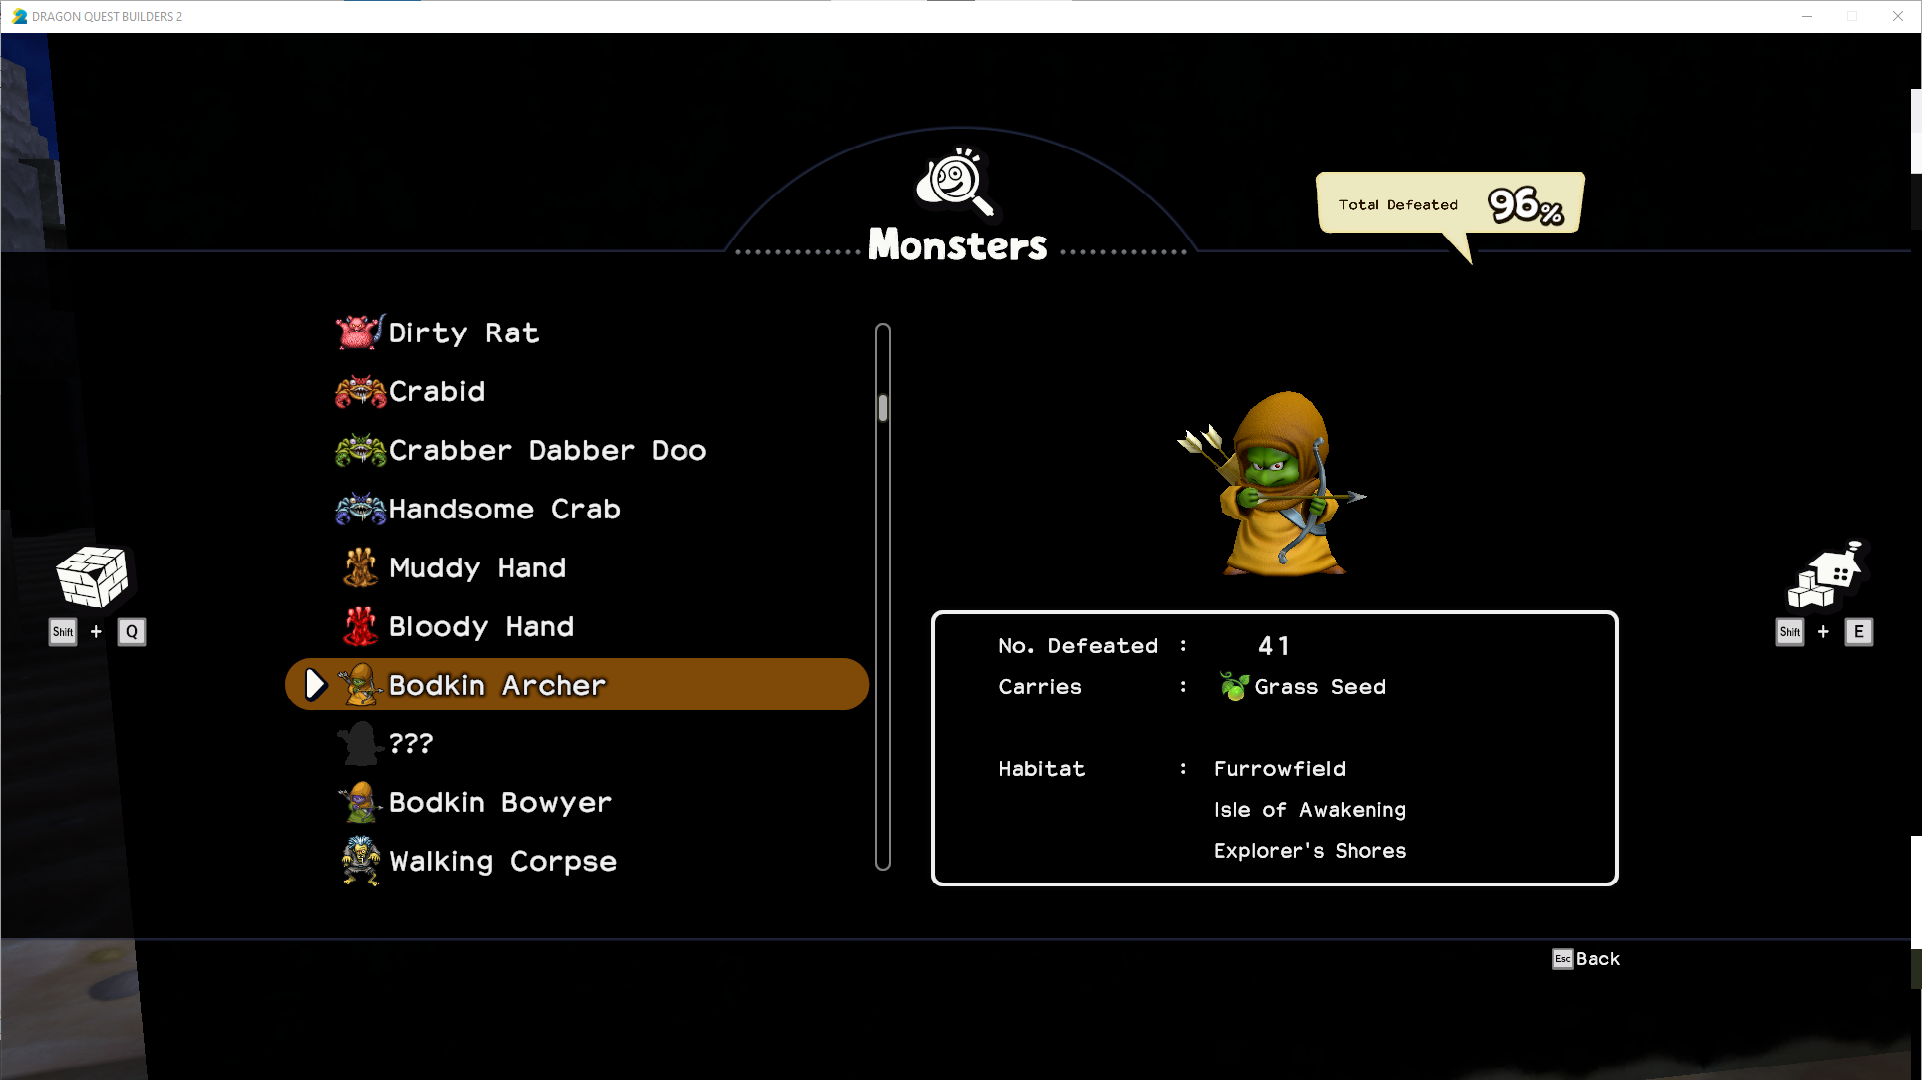 DRAGON QUEST BUILDERS 2
Monsters
Total Defeated 96%
Dirty Rat
Crabid
Crabber Dabber Doo
Handsome Crab
Muddy Hand
Bloody Hand
Bodkin Archer
???
Bodkin Bowyer
Walking Corpse
Shift + Q
No. Defeated : 41
Carries : Grass Seed
Habitat : Furrowfield
Isle of Awakening
Explorer's Shores
Shift + E
Esc Back